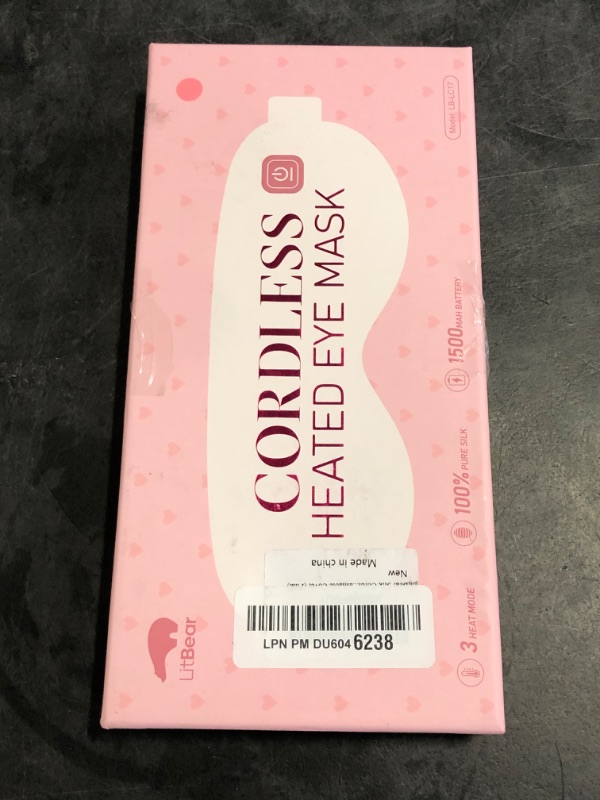 Model: LB-LC17
CORDLESS
HEATED EYE MASK
1500MAH BATTERY
100% PURE SILK
3 HEAT MODE
LitBear
Made in china
New
LPN PM DU604 6238